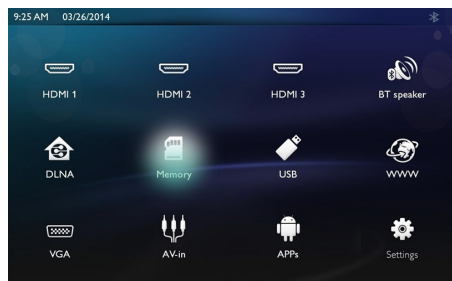 9:25 AM 03/26/2014
HDMI 1 HDMI 2 HDMI 3 BT speaker
DLNA Memory USB WWW
VGA AV-in APPs Settings